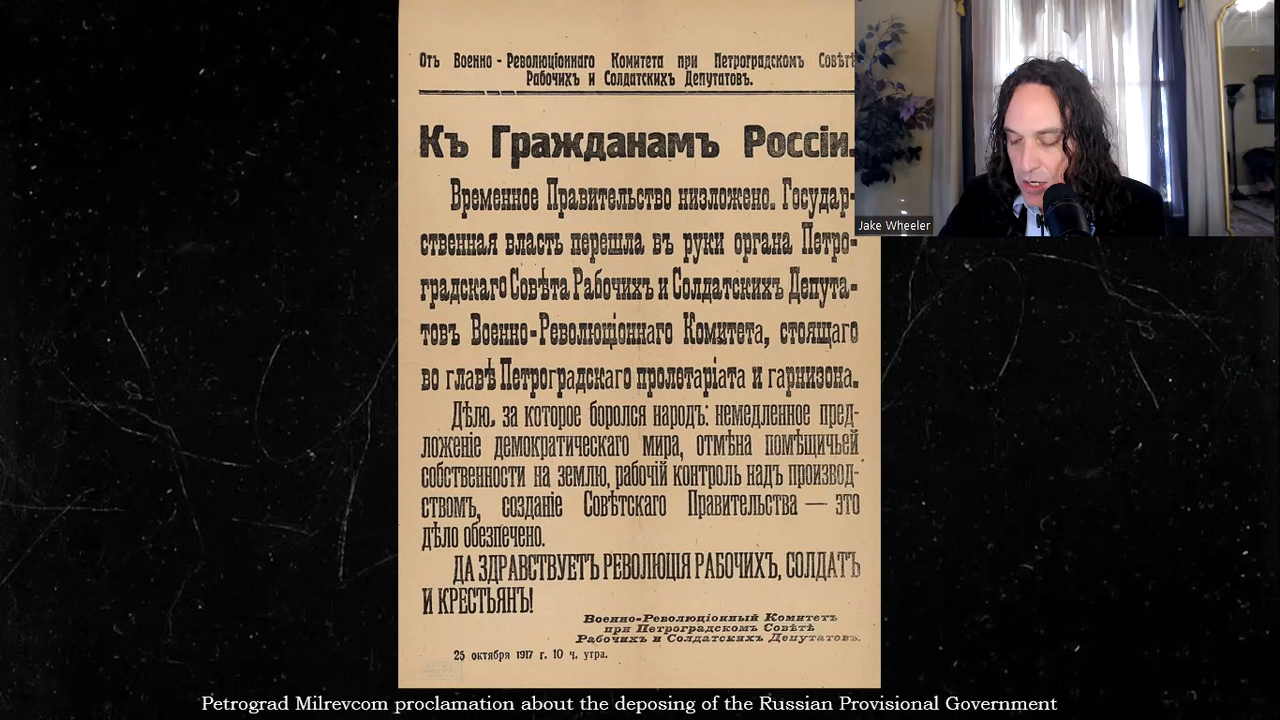 Отъ Военно - Революціоннаго Комитета при Петроградскомъ Совѣтѣ
Рабочихъ и Солдатскихъ Депутатовъ.
Къ Гражданамъ Россіи.
Временное Правительство низложено. Государ-
ственная власть перешла въ руки органа Петро-
градскаго Совѣта Рабочихъ и Солдатскихъ Депута-
товъ Военно-Революціоннаго Комитета, стоящаго
во главѣ Петроградскаго пролетаріата и гарнизона.
Дѣло, за которое боролся народъ: немедленное пред-
ложеніе демократическаго мира, отмѣна помѣщичьей
собственности на землю, рабочій контроль надъ производ-
ствомъ, созданіе Совѣтскаго Правительства — это
дѣло обезпечено.
ДА ЗДРАВСТВУЕТЪ РЕВОЛЮЦІЯ РАБОЧИХЪ, СОЛДАТЪ
И КРЕСТЬЯНЪ!
Военно-Революціонный Комитетъ
при Петроградскомъ Совѣтѣ
Рабочихъ и Солдатскихъ Депутатовъ.
25 октября 1917 г. 10 ч. утра.
Jake Wheeler
Petrograd Milrevcom proclamation about the deposing of the Russian Provisional Government